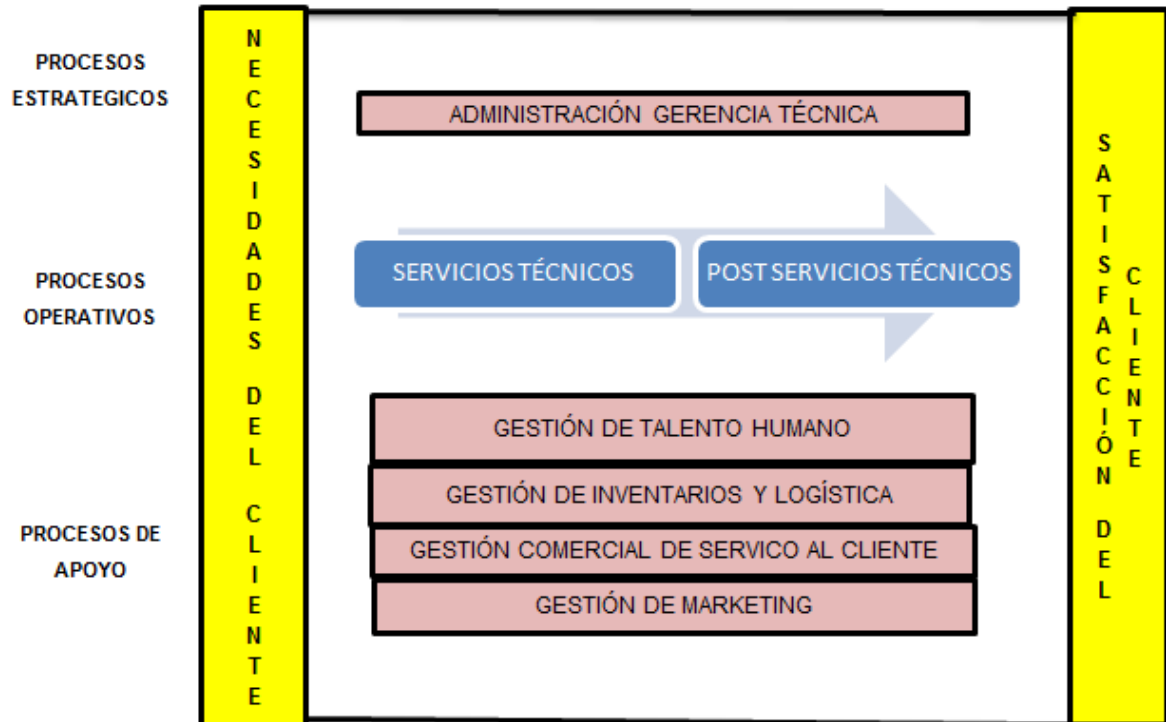 PROCESOS
ESTRATEGICOS
NECESIDADES DEL CLIENTE
ADMINISTRACIÓN GERENCIA TÉCNICA
PROCESOS
OPERATIVOS
SERVICIOS TÉCNICOS
POST SERVICIOS TÉCNICOS
PROCESOS DE
APOYO
GESTIÓN DE TALENTO HUMANO
GESTIÓN DE INVENTARIOS Y LOGÍSTICA
GESTIÓN COMERCIAL DE SERVICO AL CLIENTE
GESTIÓN DE MARKETING
SATISFACCIÓN DEL
CLIENTE